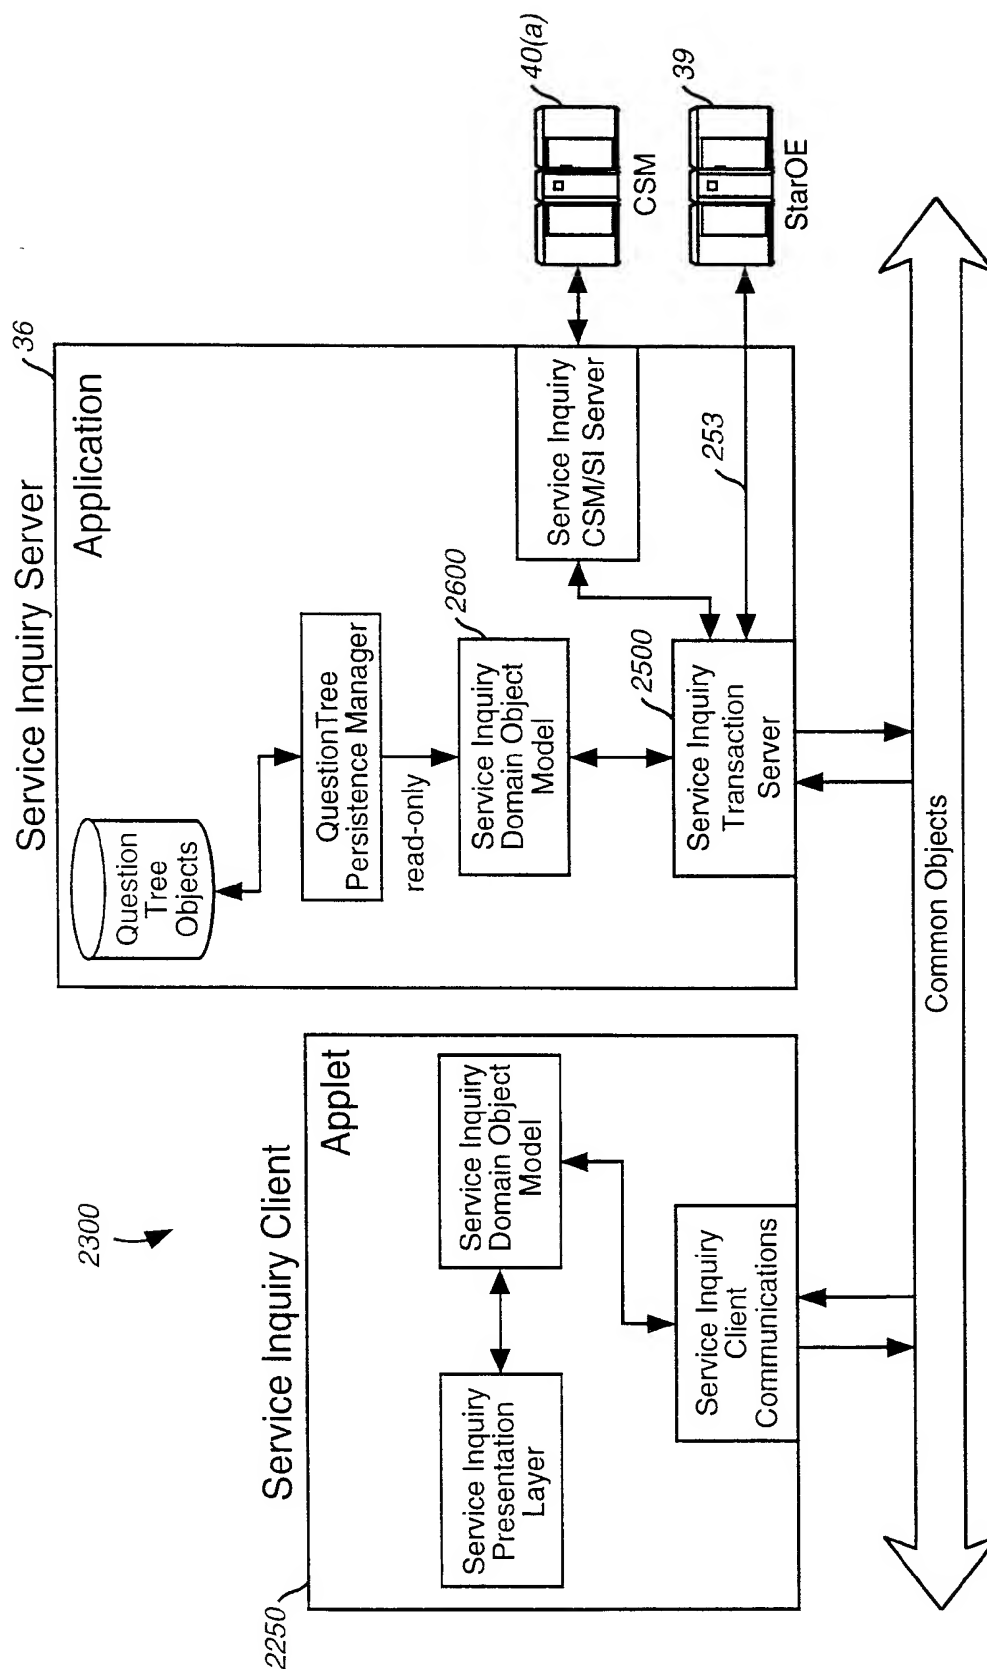 2300
Service Inquiry Client
2250
Applet
Service Inquiry
Presentation
Layer
Service Inquiry
Domain Object
Model
Service Inquiry
Client
Communications
Service Inquiry Server
36
Application
Question
Tree
Objects
QuestionTree
Persistence Manager
read-only
2600
Service Inquiry
Domain Object
Model
2500
Service Inquiry
Transaction
Server
Service Inquiry
CSM/SI Server
253
40(a)
CSM
39
StarOE
Common Objects